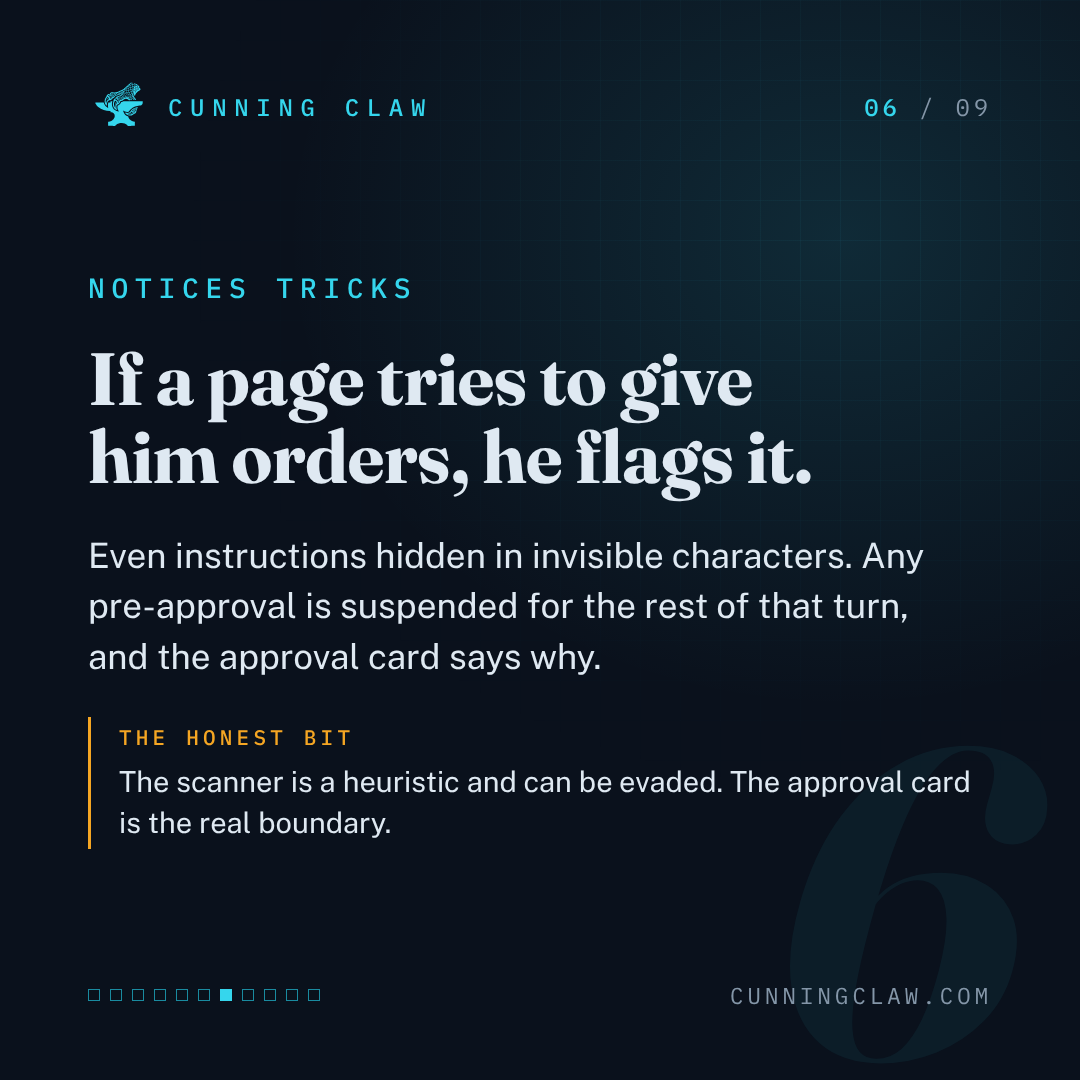 CUNNING CLAW
06 / 09
NOTICES TRICKS
If a page tries to give
him orders, he flags it.
Even instructions hidden in invisible characters. Any
pre-approval is suspended for the rest of that turn,
and the approval card says why.
THE HONEST BIT
The scanner is a heuristic and can be evaded. The approval card
is the real boundary.
6
CUNNINGCLAW.COM